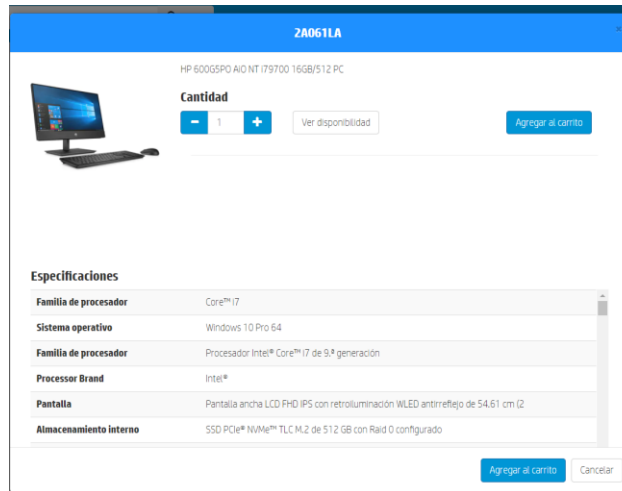 2A061LA
HP 600G5PO AIO NT I79700 16GB/512 PC
Cantidad
1
Ver disponibilidad
Agregar al carrito
Especificaciones
Familia de procesador Core™ i7
Sistema operativo Windows 10 Pro 64
Familia de procesador Procesador Intel® Core™ i7 de 9.ª generación
Processor Brand Intel®
Pantalla Pantalla ancha LCD FHD IPS con retroiluminación WLED antirreflejo de 54,61 cm (2
Almacenamiento interno SSD PCIe® NVMe™ TLC M.2 de 512 GB con Raid 0 configurado
Agregar al carrito
Cancelar